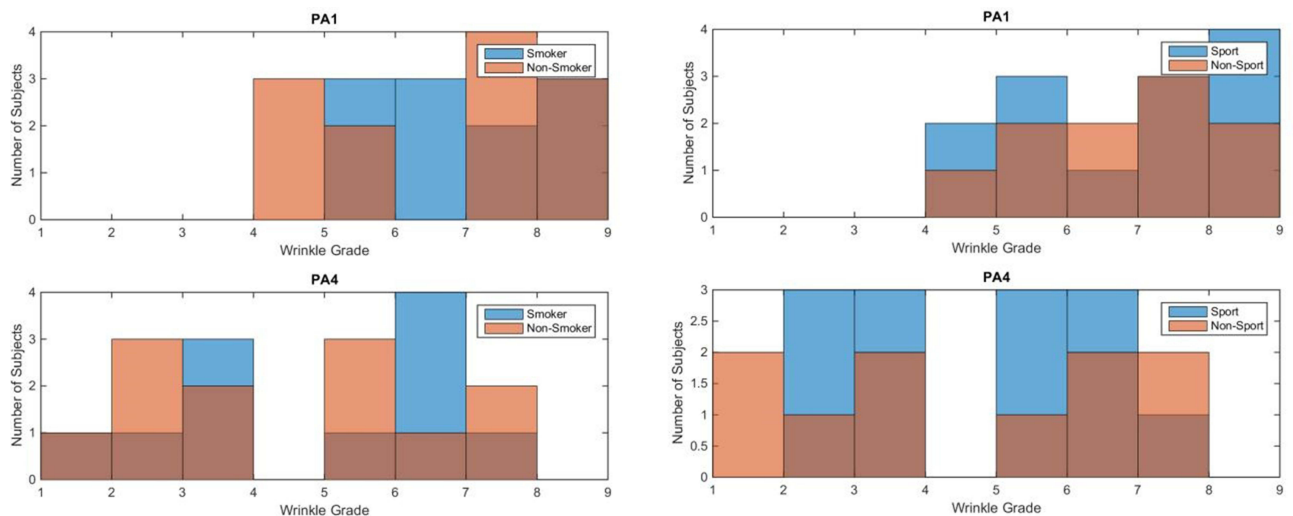 PA1
4
3
2
1
0
Number of Subjects
1 2 3 4 5 6 7 8 9
Wrinkle Grade
Smoker
Non-Smoker
PA1
4
3
2
1
0
Number of Subjects
1 2 3 4 5 6 7 8 9
Wrinkle Grade
Sport
Non-Sport
PA4
4
3
2
1
0
Number of Subjects
1 2 3 4 5 6 7 8 9
Wrinkle Grade
Smoker
Non-Smoker
PA4
3
2.5
2
1.5
1
0.5
0
Number of Subjects
1 2 3 4 5 6 7 8 9
Wrinkle Grade
Sport
Non-Sport